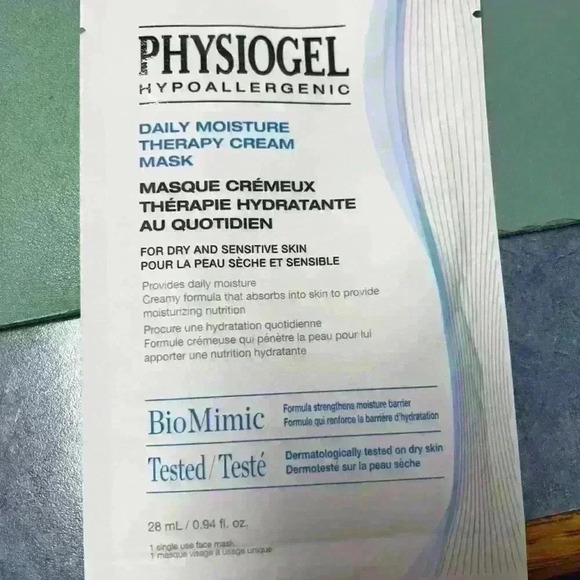 PHYSIOGEL
HYPOALLERGENIC
DAILY MOISTURE
THERAPY CREAM
MASK
MASQUE CRÉMEUX
THÉRAPIE HYDRATANTE
AU QUOTIDIEN
FOR DRY AND SENSITIVE SKIN
POUR LA PEAU SÈCHE ET SENSIBLE
Provides daily moisture
Creamy formula that absorbs into skin to provide
moisturizing nutrition
Procure une hydratation quotidienne
Formule crémeuse qui pénètre la peau pour lui
apporter une nutrition hydratante
BioMimic
Formula strengthens moisture barrier
Formule qui renforce la barrière d'hydratation
Tested/Testé
Dermatologically tested on dry skin
Dermotesté sur la peau sèche
28 mL / 0.94 fl. oz.
1 single use face mask
1 masque visage à usage unique